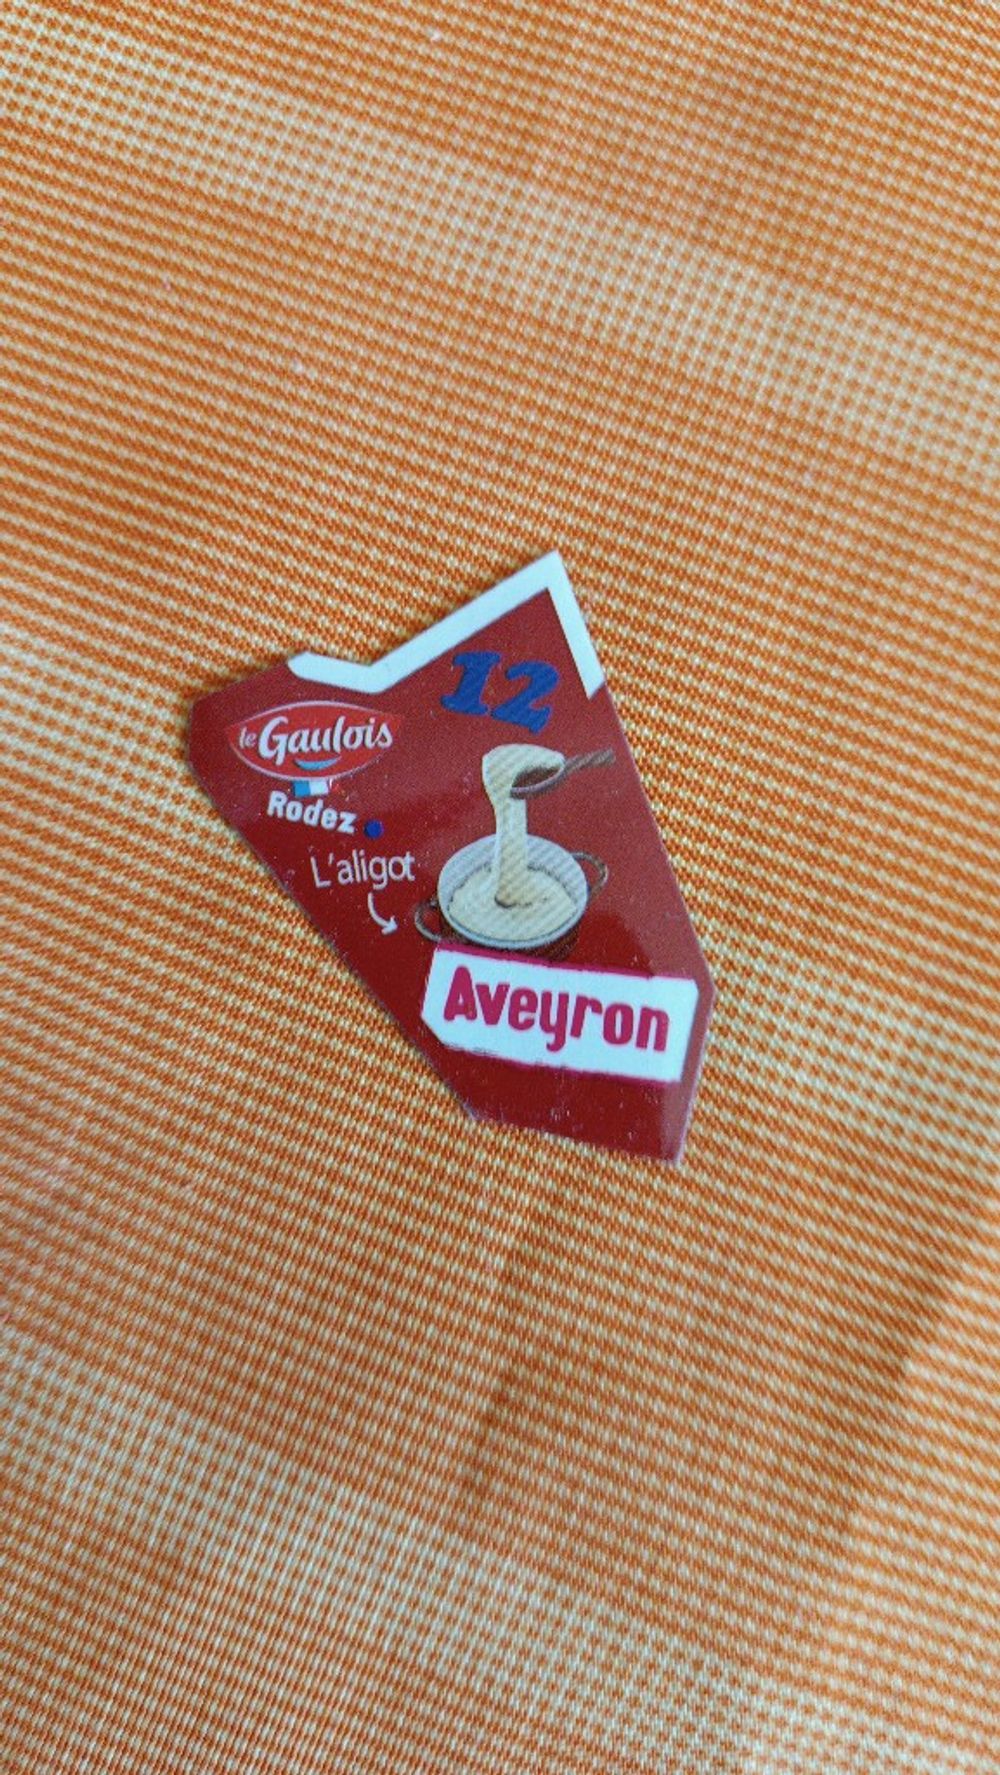 12
le Gaulois
Rodez
L'aligot
Aveyron